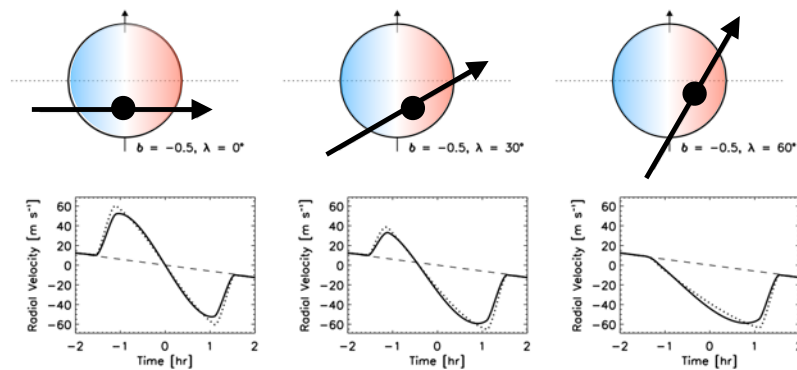 b = −0.5, λ = 0°
b = −0.5, λ = 30°
b = −0.5, λ = 60°
Radial Velocity [m s⁻¹]
60
40
20
0
−20
−40
−60
−2 −1 0 1 2
Time [hr]
Radial Velocity [m s⁻¹]
60
40
20
0
−20
−40
−60
−2 −1 0 1 2
Time [hr]
Radial Velocity [m s⁻¹]
60
40
20
0
−20
−40
−60
−2 −1 0 1 2
Time [hr]